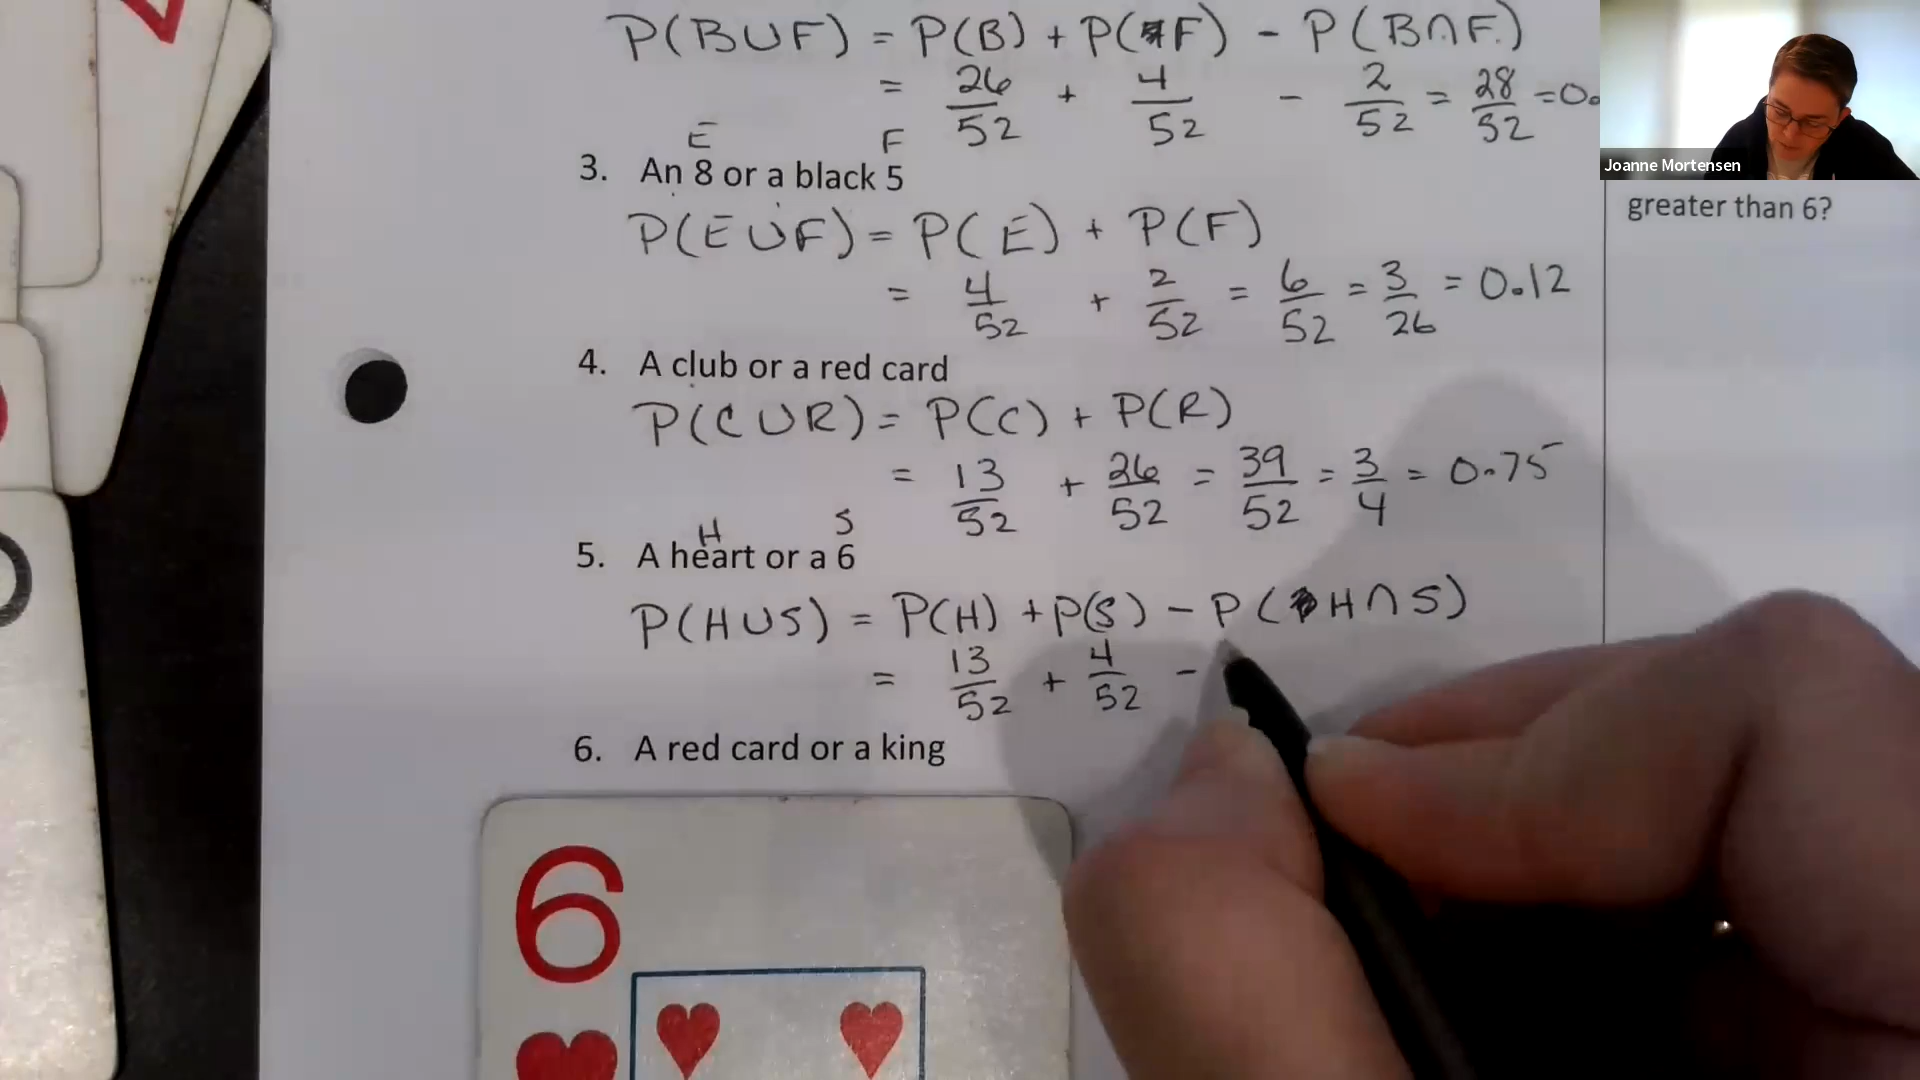 P(B∪F) = P(B) + P(F) - P(B∩F)
= 26/52 + 4/52 - 2/52 = 28/52 = 0.
E F
3. An 8 or a black 5
P(E∪F) = P(E) + P(F)
= 4/52 + 2/52 = 6/52 = 3/26 = 0.12
4. A club or a red card
P(C∪R) = P(C) + P(R)
= 13/52 + 26/52 = 39/52 = 3/4 = 0.75
H S
5. A heart or a 6
P(H∪S) = P(H) + P(S) - P(H∩S)
= 13/52 + 4/52 -
6. A red card or a king
6
Joanne Mortensen
greater than 6?